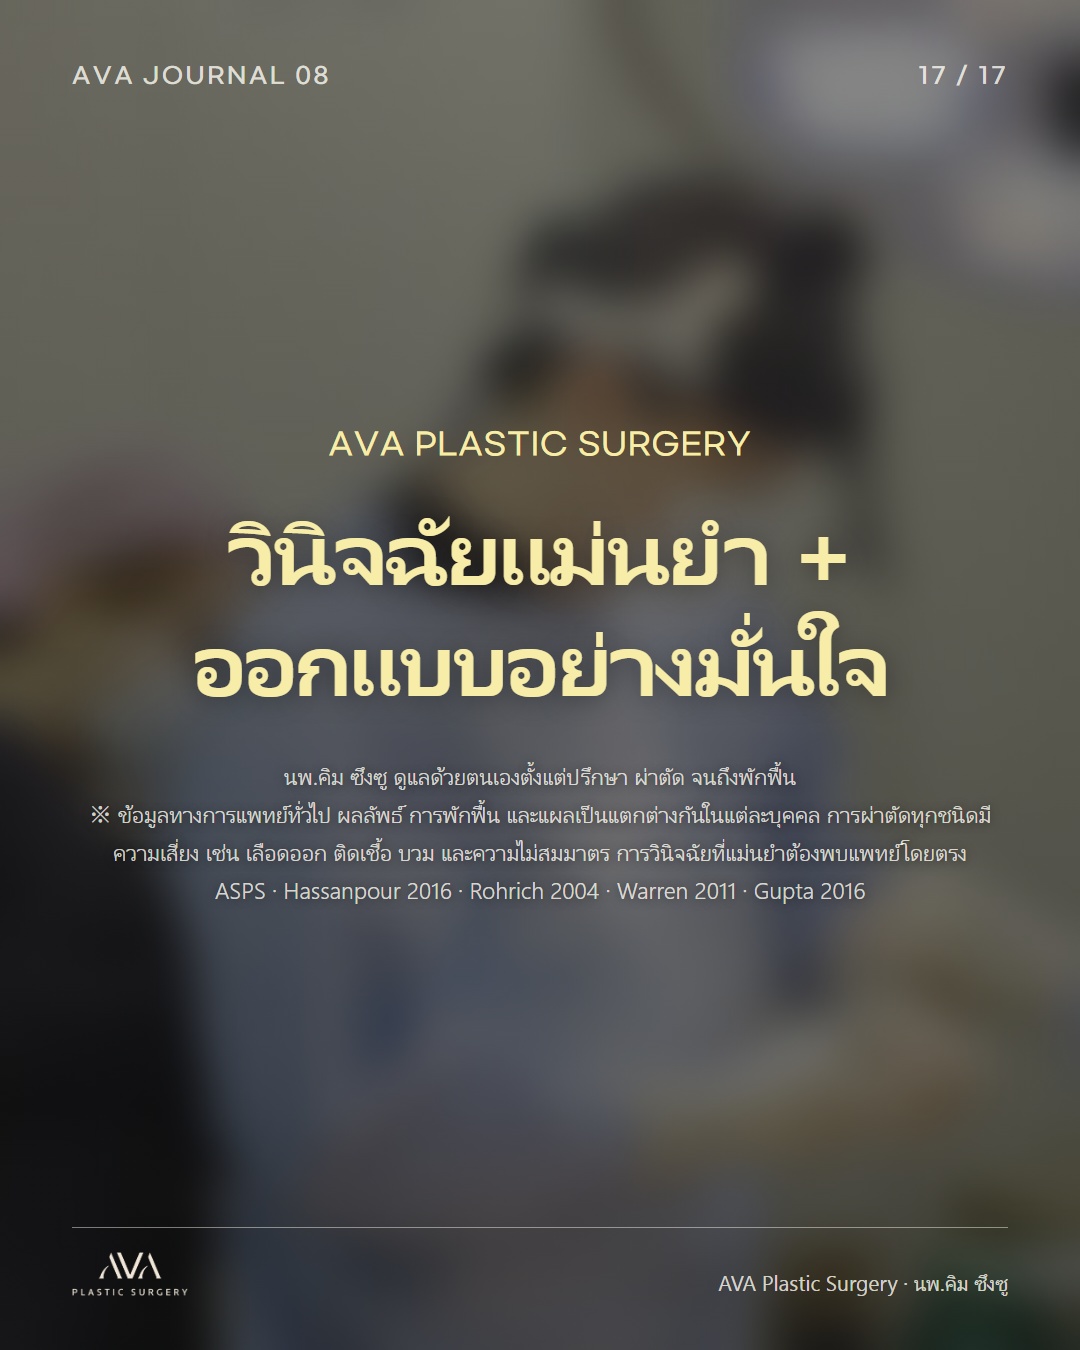 AVA JOURNAL 08
17 / 17
AVA PLASTIC SURGERY
วินิจฉัยแม่นยำ +
ออกแบบอย่างมั่นใจ
นพ.คิม ซึงซู ดูแลด้วยตนเองตั้งแต่ปรึกษา ผ่าตัด จนถึงพักฟื้น
※ ข้อมูลทางการแพทย์ทั่วไป ผลลัพธ์ การพักฟื้น และแผลเป็นแตกต่างกันในแต่ละบุคคล การผ่าตัดทุกชนิดมี
ความเสี่ยง เช่น เลือดออก ติดเชื้อ บวม และความไม่สมมาตร การวินิจฉัยที่แม่นยำต้องพบแพทย์โดยตรง
ASPS · Hassanpour 2016 · Rohrich 2004 · Warren 2011 · Gupta 2016
AVA
PLASTIC SURGERY
AVA Plastic Surgery · นพ.คิม ซึงซู